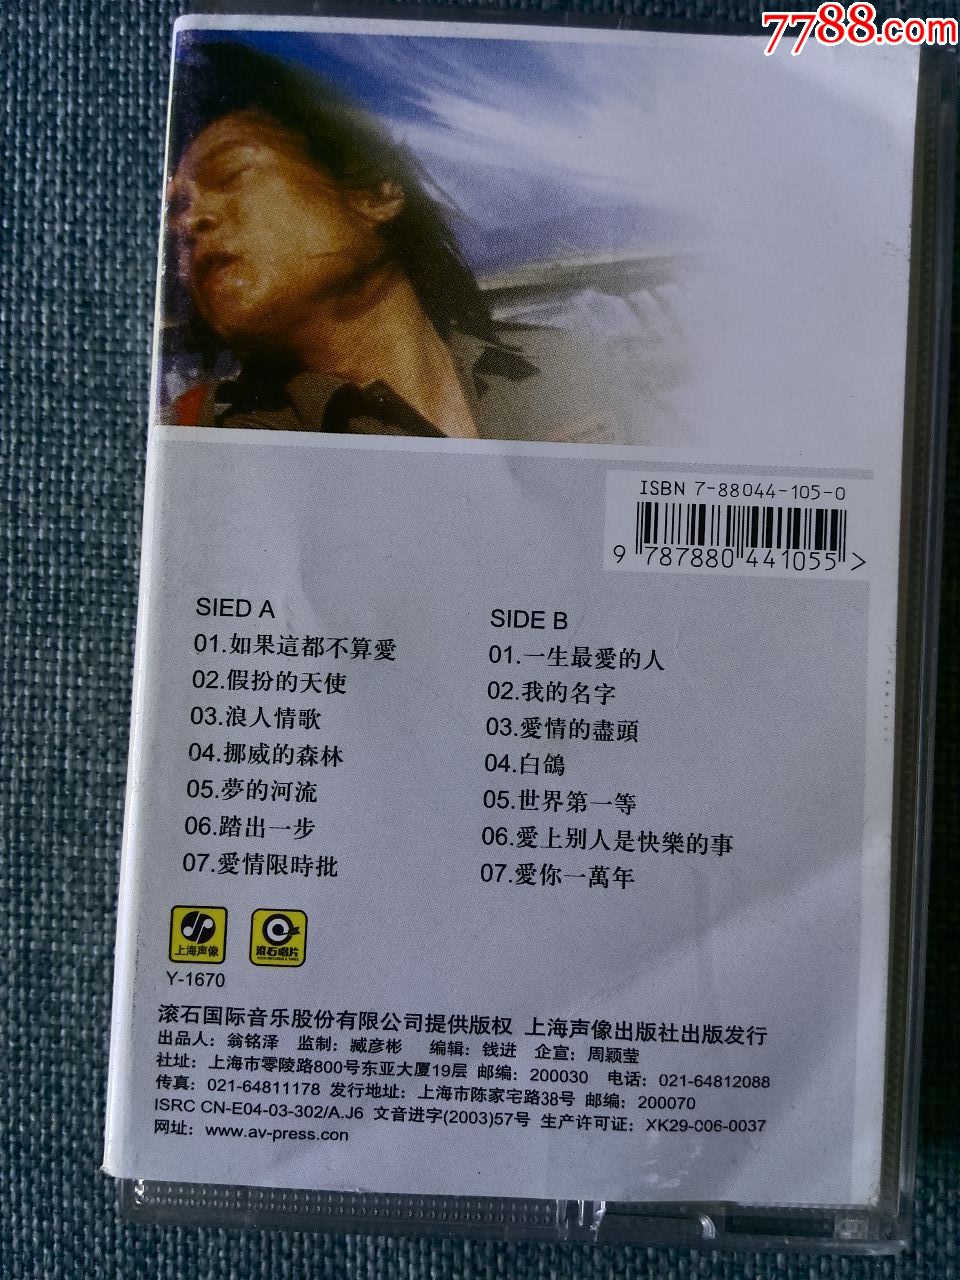 7788.com
ISBN 7-88044-105-0
9 787880 441055 >
SIED A
01.如果這都不算愛
02.假扮的天使
03.浪人情歌
04.挪威的森林
05.夢的河流
06.踏出一步
07.愛情限時批
SIDE B
01.一生最愛的人
02.我的名字
03.愛情的盡頭
04.白鴿
05.世界第一等
06.愛上别人是快樂的事
07.愛你一萬年
上海声像
滚石唱片
Y-1670
滚石国际音乐股份有限公司提供版权 上海声像出版社出版发行
出品人：翁铭泽 监制：臧彦彬 编辑：钱进 企宣：周颖莹
社址：上海市零陵路800号东亚大厦19层 邮编：200030 电话：021-64812088
传真：021-64811178 发行地址：上海市陈家宅路38号 邮编：200070
ISRC CN-E04-03-302/A.J6 文音进字(2003)57号 生产许可证：XK29-006-0037
网址：www.av-press.con